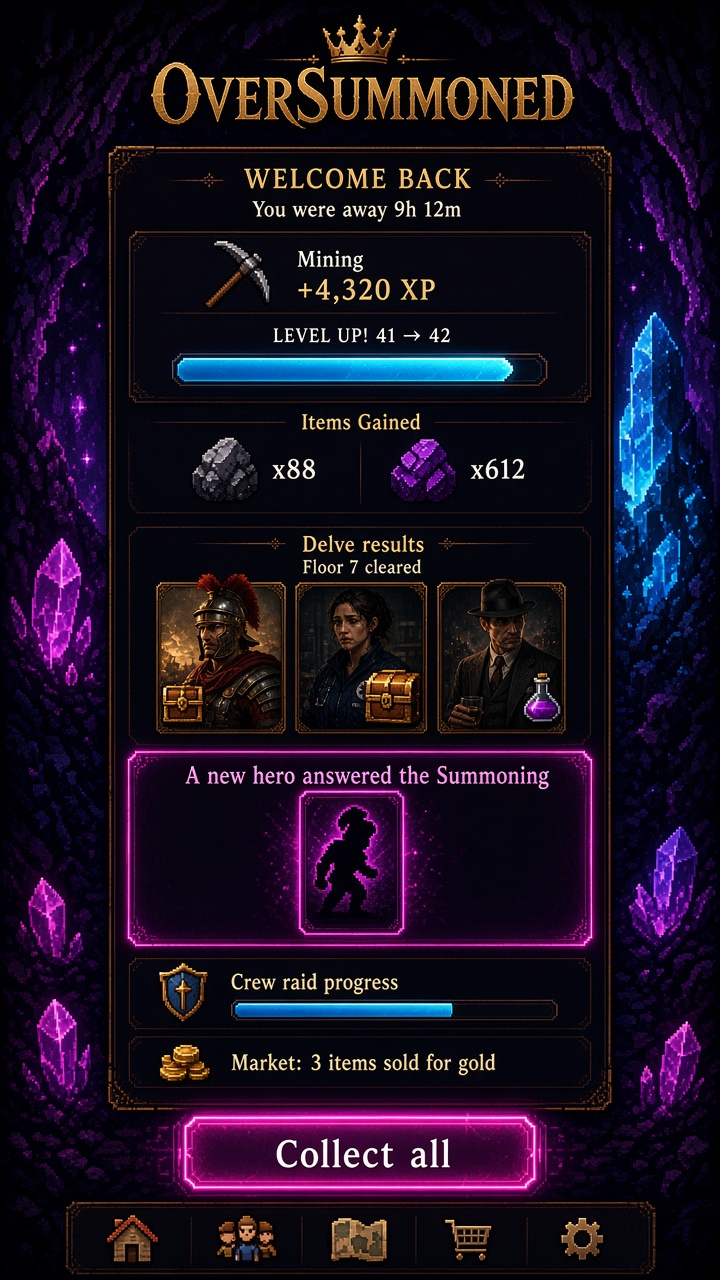 OVERSUMMONED
WELCOME BACK
You were away 9h 12m
Mining
+4,320 XP
LEVEL UP! 41 → 42
Items Gained
x88
x612
Delve results
Floor 7 cleared
A new hero answered the Summoning
Crew raid progress
Market: 3 items sold for gold
Collect all